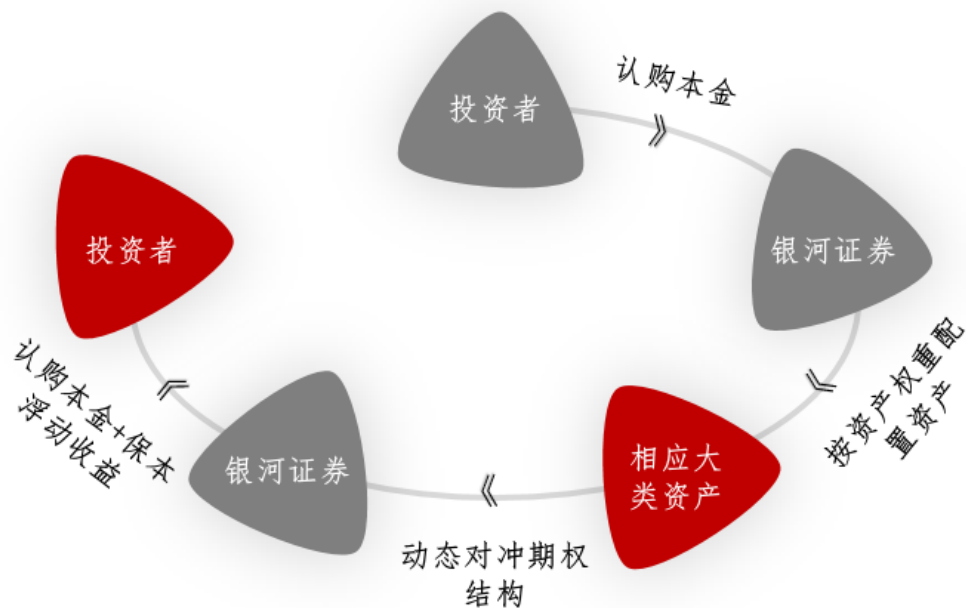 投资者
认购本金
银河证券
按资产权重配
置资产
相应大
类资产
动态对冲期权
结构
银河证券
认购本金+保本
浮动收益
投资者